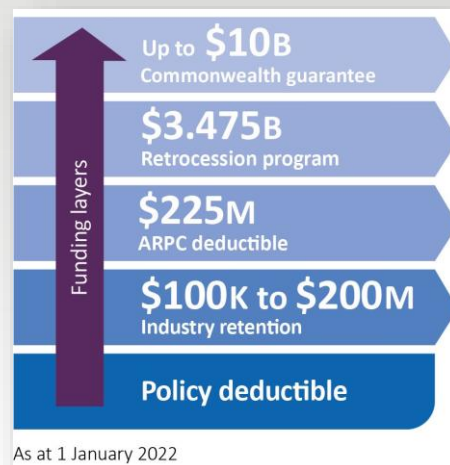 Up to $10B
Commonwealth guarantee
$3.475B
Retrocession program
$225M
ARPC deductible
$100K to $200M
Industry retention
Policy deductible
Funding layers
As at 1 January 2022